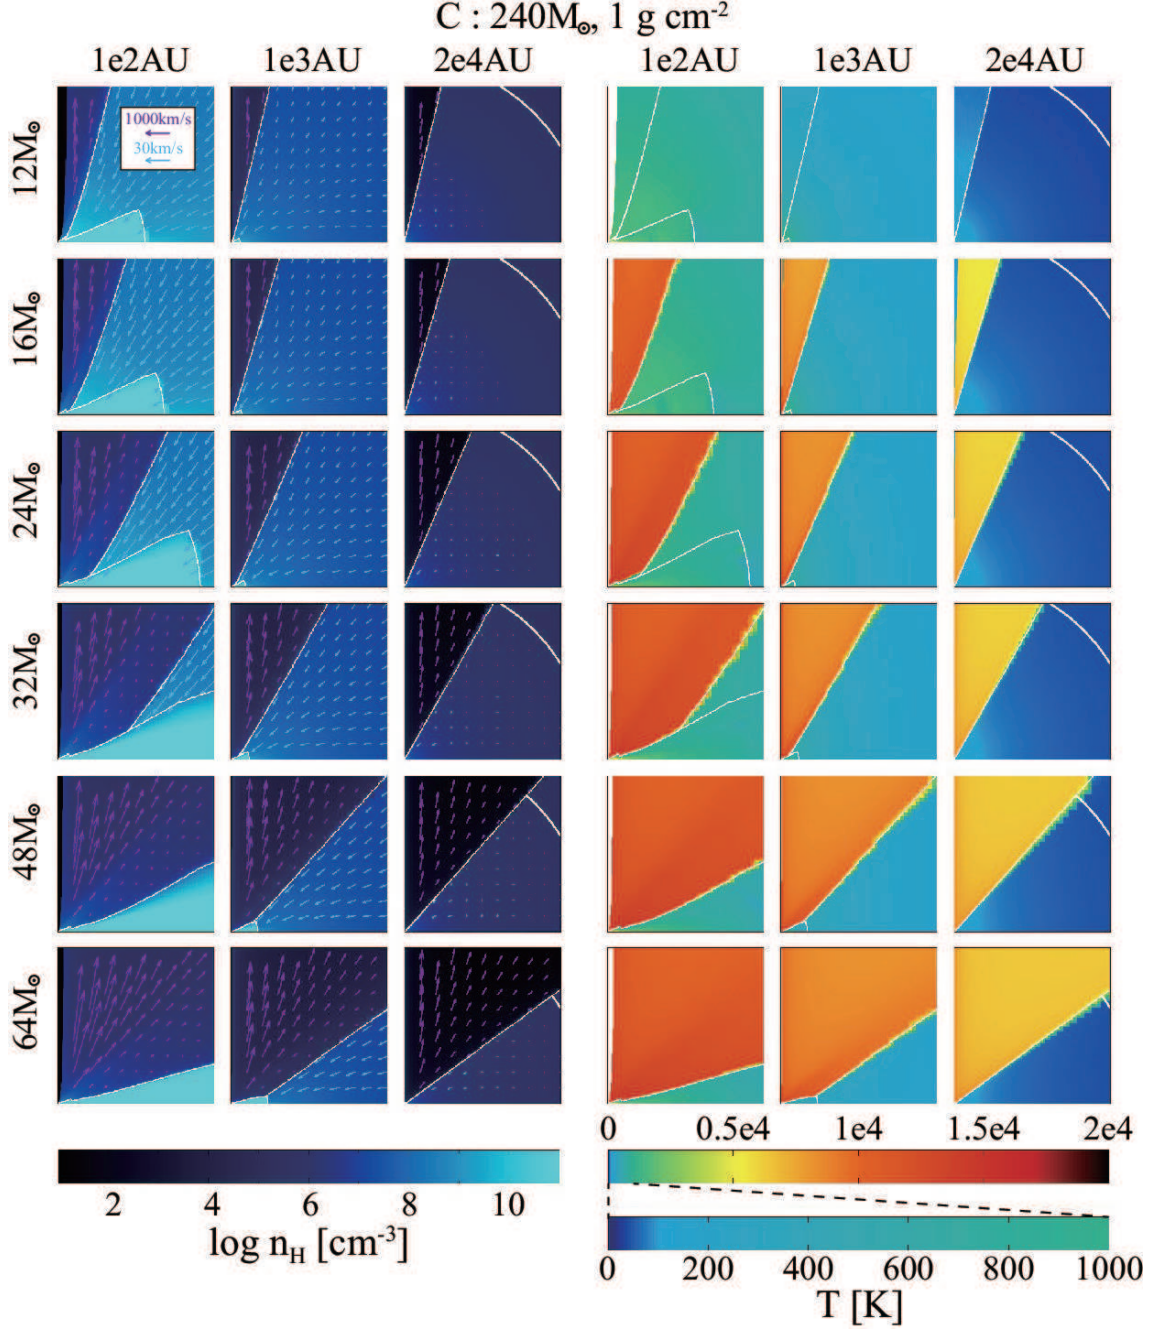 C : 240M⊙, 1 g cm⁻²
1e2AU 1e3AU 2e4AU 1e2AU 1e3AU 2e4AU
12M⊙
1000km/s
30km/s
16M⊙
24M⊙
32M⊙
48M⊙
64M⊙
0 0.5e4 1e4 1.5e4 2e4
2 4 6 8 10
log n_H [cm⁻³]
0 200 400 600 800 1000
T [K]